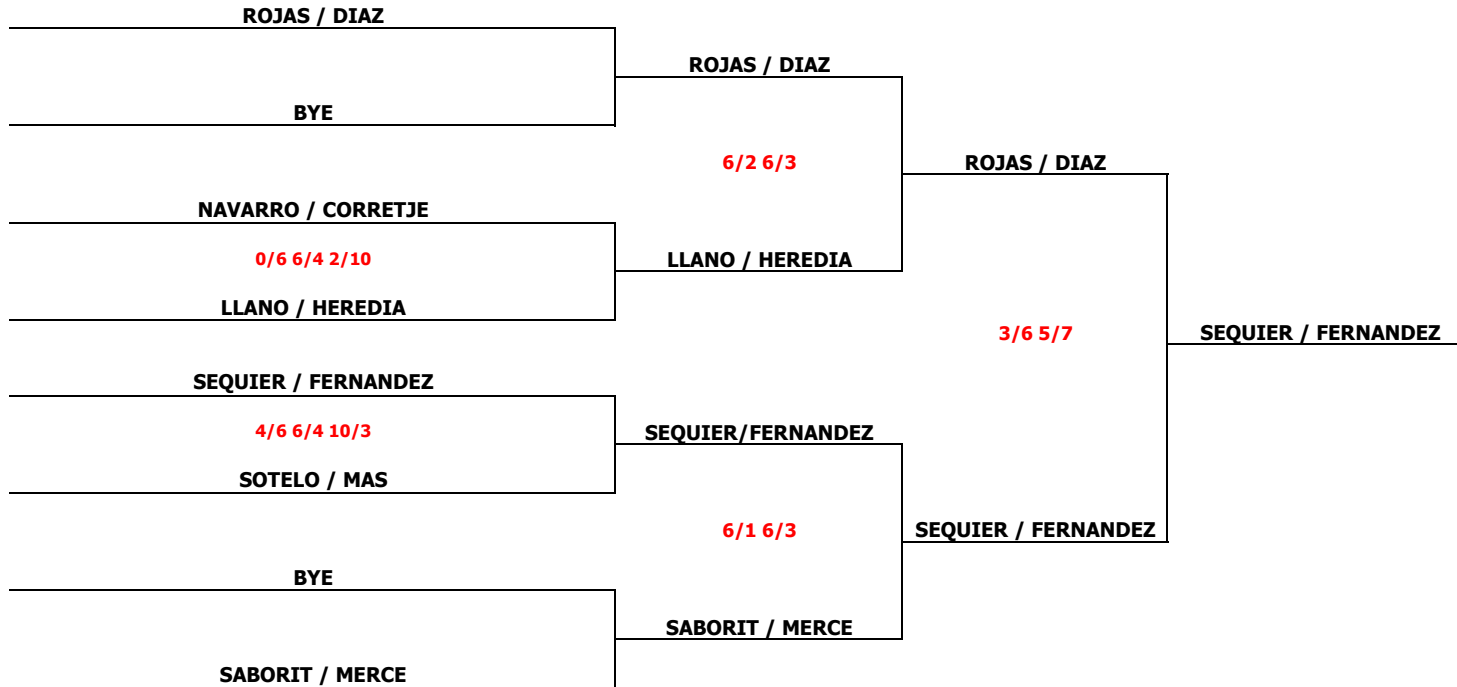 ROJAS / DIAZ
ROJAS / DIAZ
BYE
6/2 6/3
ROJAS / DIAZ
NAVARRO / CORRETJE
0/6 6/4 2/10
LLANO / HEREDIA
LLANO / HEREDIA
3/6 5/7
SEQUIER / FERNANDEZ
SEQUIER / FERNANDEZ
4/6 6/4 10/3
SEQUIER/FERNANDEZ
SOTELO / MAS
6/1 6/3
SEQUIER / FERNANDEZ
BYE
SABORIT / MERCE
SABORIT / MERCE